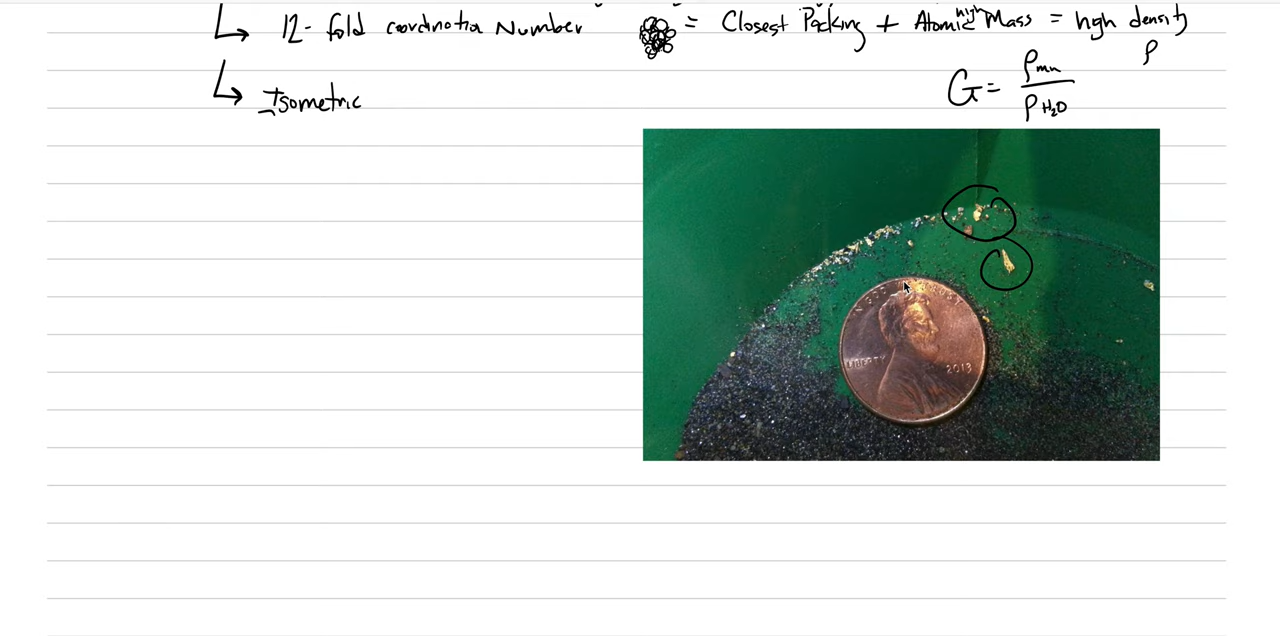 ↳ 12-fold coordination Number = Closest Packing + Atomic high Mass = high density
ρ
G = ρmn / ρH₂O
↳ Isometric
LIBERTY
2013